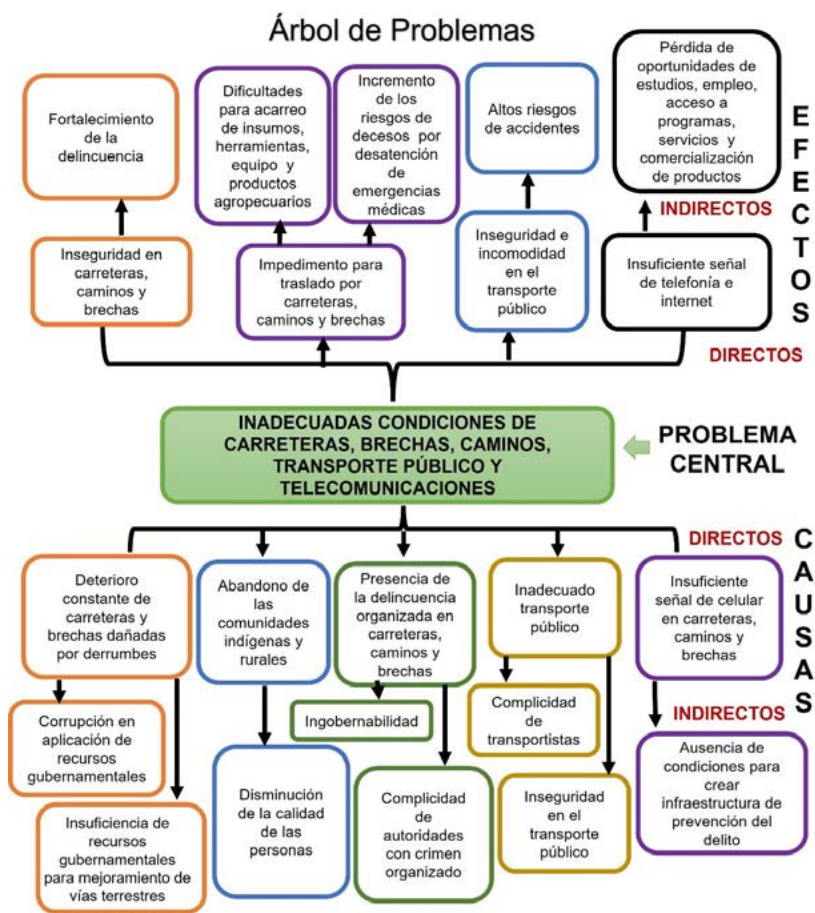 Árbol de Problemas
Fortalecimiento
de la
delincuencia
Dificultades
para acarreo
de insumos,
herramientas,
equipo y
productos
agropecuarios
Incremento
de los
riesgos de
decesos por
desatención
de
emergencias
médicas
Altos riesgos
de accidentes
Pérdida de
oportunidades de
estudios, empleo,
acceso a
programas,
servicios y
comercialización
de productos
INDIRECTOS
EFECTOS
Inseguridad en
carreteras,
caminos y
brechas
Impedimento para
traslado por
carreteras,
caminos y brechas
Inseguridad e
incomodidad
en el
transporte
público
Insuficiente señal
de telefonía e
internet
DIRECTOS
INADECUADAS CONDICIONES DE
CARRETERAS, BRECHAS, CAMINOS,
TRANSPORTE PÚBLICO Y
TELECOMUNICACIONES
PROBLEMA
CENTRAL
DIRECTOS
CAUSAS
Deterioro
constante de
carreteras y
brechas dañadas
por derrumbes
Abandono de
las
comunidades
indígenas y
rurales
Presencia de
la delincuencia
organizada en
carreteras,
caminos y
brechas
Inadecuado
transporte
público
Insuficiente
señal de celular
en carreteras,
caminos y
brechas
INDIRECTOS
Corrupción en
aplicación de
recursos
gubernamentales
Ingobernabilidad
Complicidad
de
transportistas
Ausencia de
condiciones para
crear
infraestructura de
prevención del
delito
Insuficiencia de
recursos
gubernamentales
para mejoramiento de
vías terrestres
Disminución
de la calidad
de las
personas
Complicidad
de
autoridades
con crimen
organizado
Inseguridad
en el
transporte
público